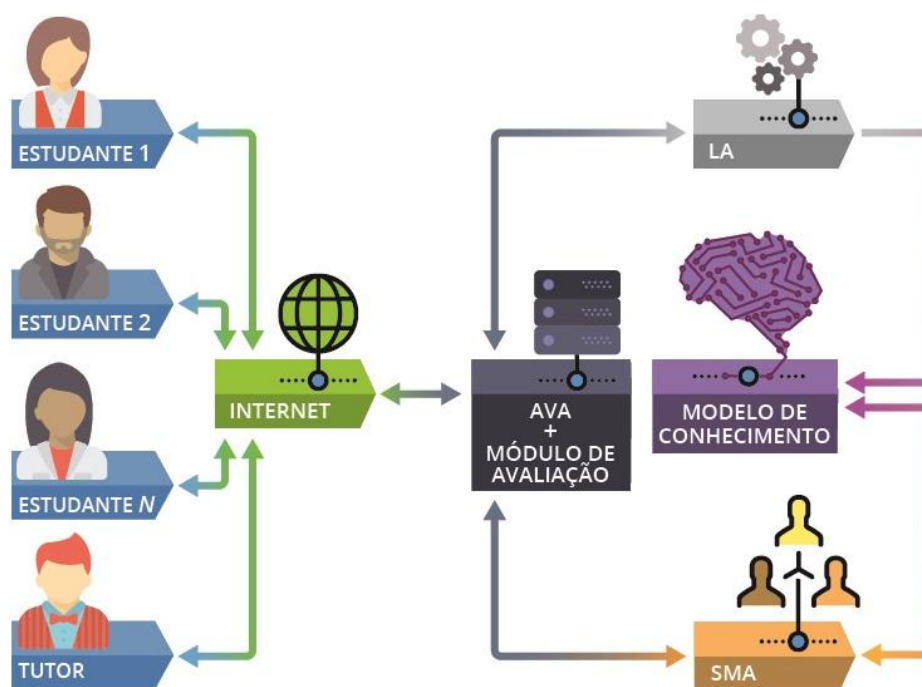 ESTUDANTE 1
ESTUDANTE 2
ESTUDANTE N
TUTOR
INTERNET
AVA
+
MÓDULO DE
AVALIAÇÃO
LA
MODELO DE
CONHECIMENTO
SMA